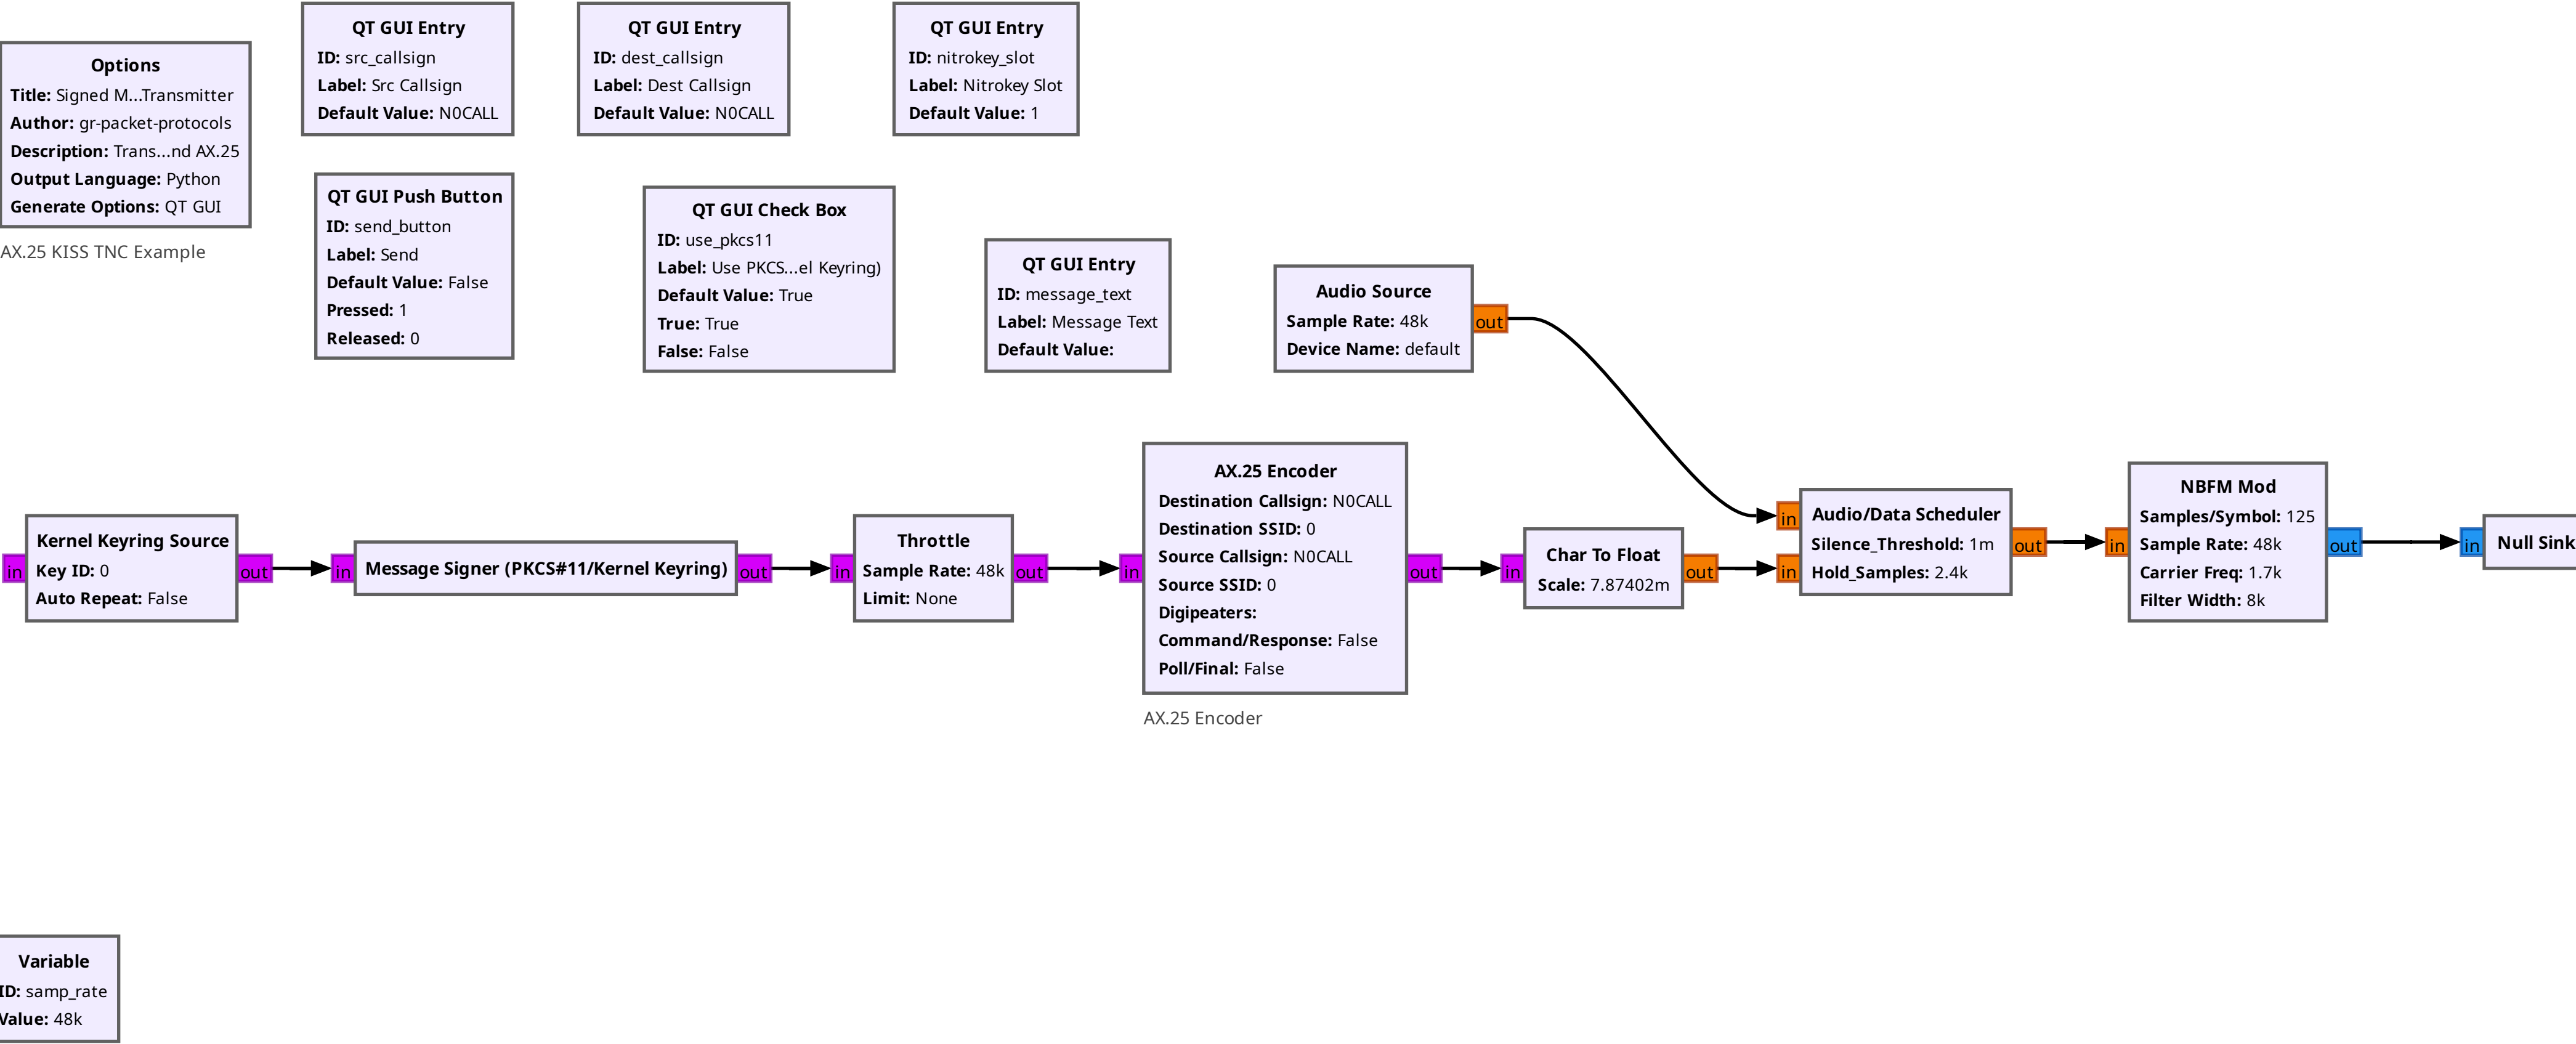 Options
Title: Signed M...Transmitter
Author: gr-packet-protocols
Description: Trans...nd AX.25
Output Language: Python
Generate Options: QT GUI
AX.25 KISS TNC Example
QT GUI Entry
ID: src_callsign
Label: Src Callsign
Default Value: N0CALL
QT GUI Entry
ID: dest_callsign
Label: Dest Callsign
Default Value: N0CALL
QT GUI Entry
ID: nitrokey_slot
Label: Nitrokey Slot
Default Value: 1
QT GUI Push Button
ID: send_button
Label: Send
Default Value: False
Pressed: 1
Released: 0
QT GUI Check Box
ID: use_pkcs11
Label: Use PKCS...el Keyring)
Default Value: True
True: True
False: False
QT GUI Entry
ID: message_text
Label: Message Text
Default Value:
Audio Source
Sample Rate: 48k
Device Name: default
out
in
Kernel Keyring Source
Key ID: 0
Auto Repeat: False
out
in
Message Signer (PKCS#11/Kernel Keyring)
out
in
Throttle
Sample Rate: 48k
Limit: None
out
in
AX.25 Encoder
Destination Callsign: N0CALL
Destination SSID: 0
Source Callsign: N0CALL
Source SSID: 0
Digipeaters:
Command/Response: False
Poll/Final: False
out
AX.25 Encoder
in
Char To Float
Scale: 7.87402m
out
in
in
Audio/Data Scheduler
Silence_Threshold: 1m
Hold_Samples: 2.4k
out
in
NBFM Mod
Samples/Symbol: 125
Sample Rate: 48k
Carrier Freq: 1.7k
Filter Width: 8k
out
in
Null Sink
Variable
ID: samp_rate
Value: 48k